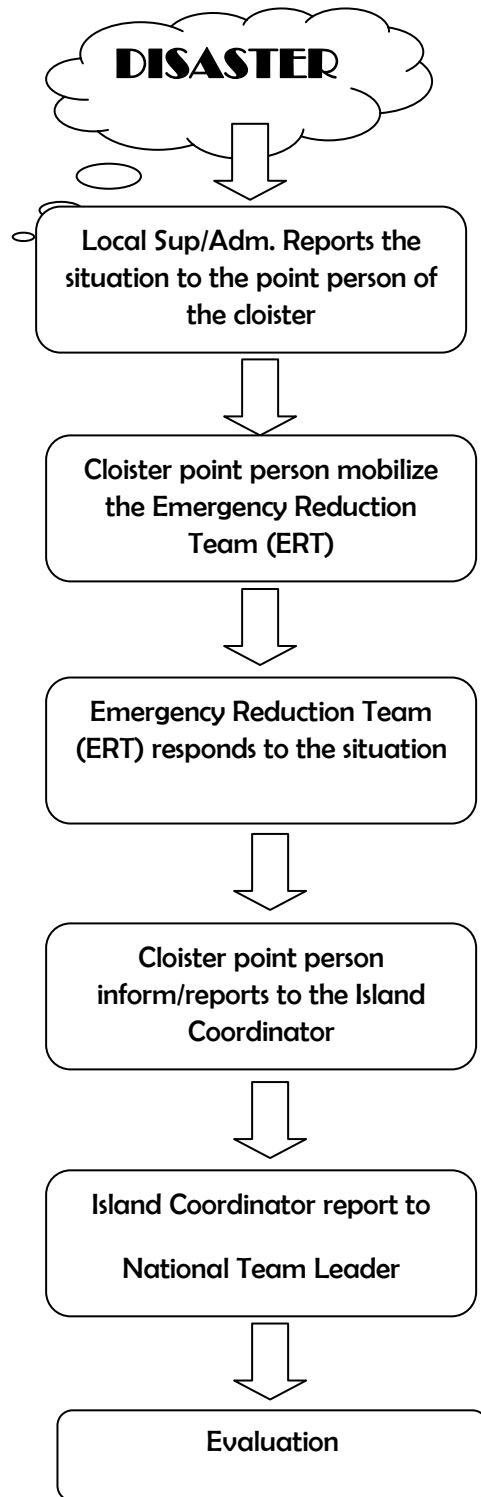 DISASTER
Local Sup/Adm. Reports the
situation to the point person of
the cloister
Cloister point person mobilize
the Emergency Reduction
Team (ERT)
Emergency Reduction Team
(ERT) responds to the situation
Cloister point person
inform/reports to the Island
Coordinator
Island Coordinator report to
National Team Leader
Evaluation